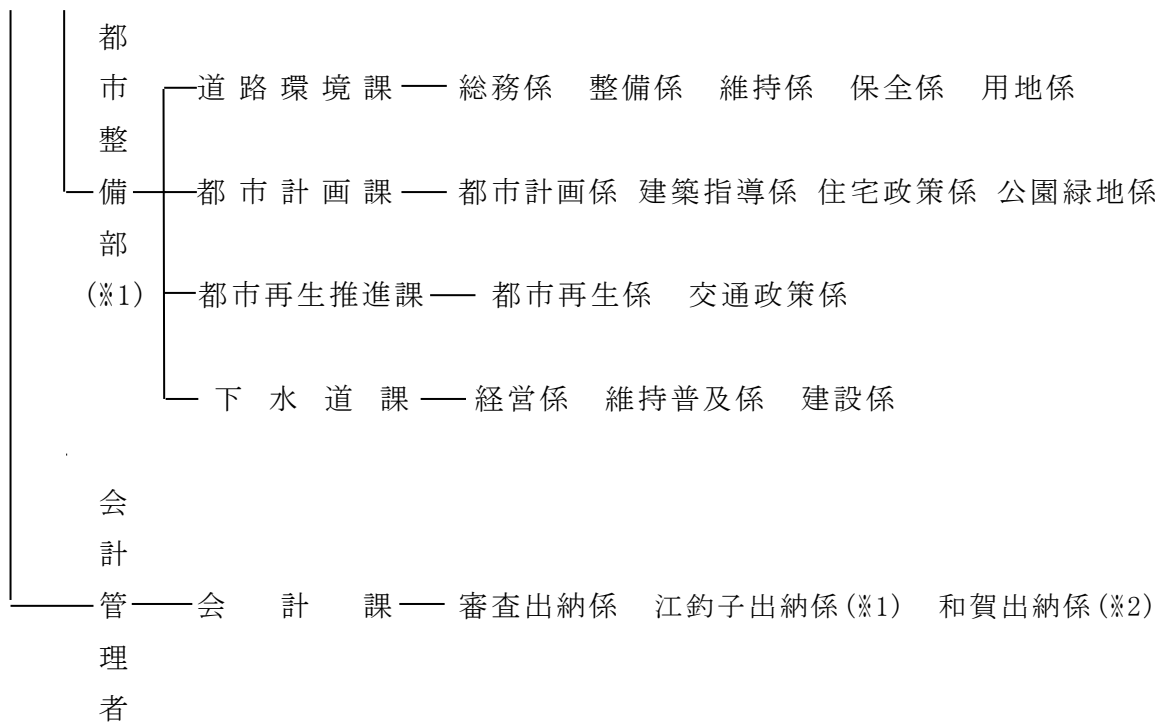 都市整備部(※1)
道路環境課 総務係 整備係 維持係 保全係 用地係
都市計画課 都市計画係 建築指導係 住宅政策係 公園緑地係
都市再生推進課 都市再生係 交通政策係
下水道課 経営係 維持普及係 建設係
会計管理者
会計課 審査出納係 江釣子出納係(※1) 和賀出納係(※2)